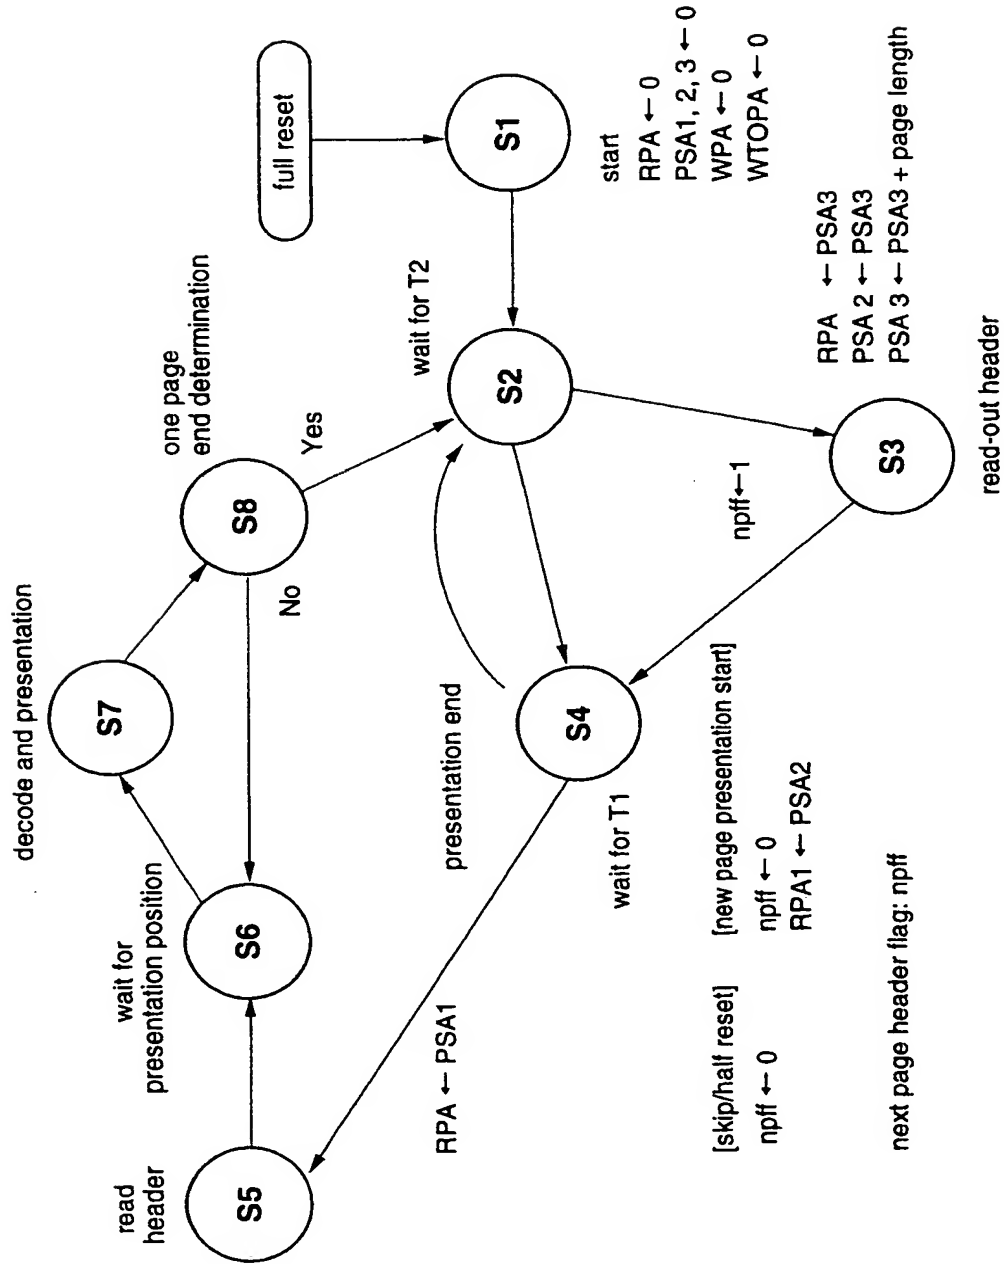 decode and presentation
S7
read
header
S5
wait for
presentation position
S6
No
S8
Yes
one page
end determination
full reset
RPA ← PSA1
presentation end
wait for T2
S4
wait for T1
S2
S1
start
RPA ← 0
PSA1, 2, 3 ← 0
WPA ← 0
WTOPA ← 0
[skip/half reset]
npff ← 0
[new page presentation start]
npff ← 0
RPA1 ← PSA2
npff←1
RPA ← PSA3
PSA 2 ← PSA3
PSA 3 ← PSA3 + page length
S3
next page header flag: npff
read-out header